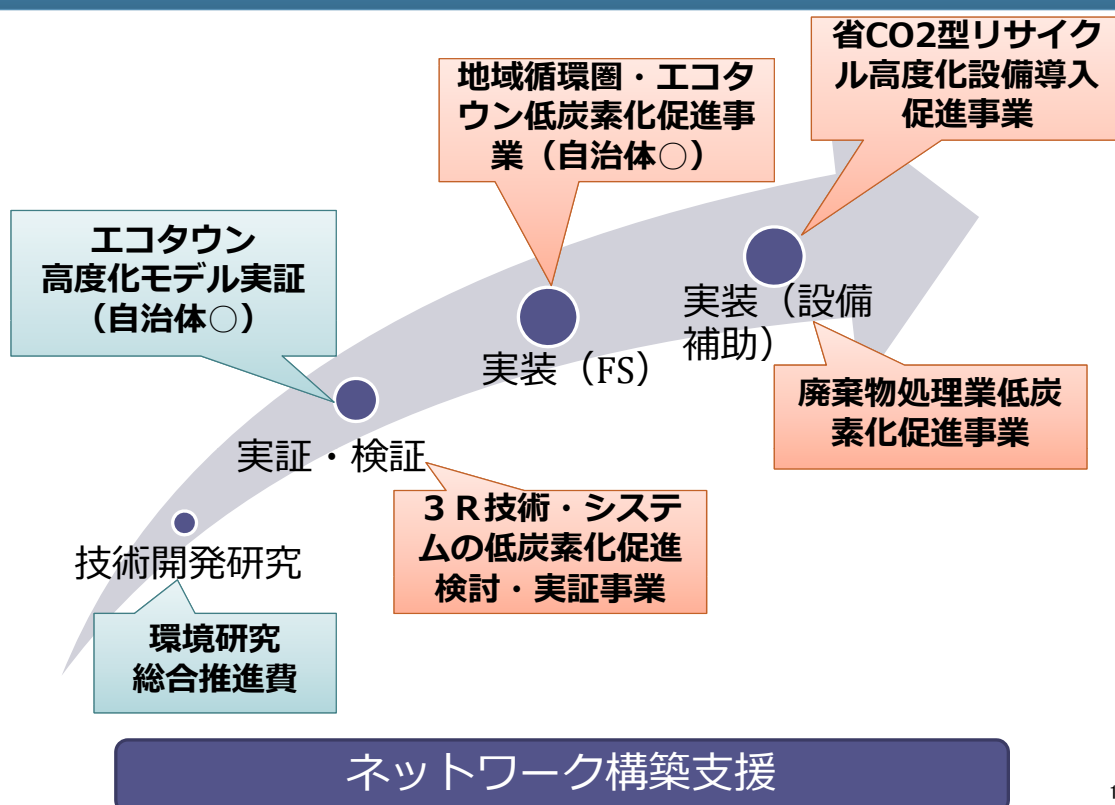 省CO2型リサイク
ル高度化設備導入
促進事業
地域循環圏・エコタ
ウン低炭素化促進事
業（自治体○）
エコタウン
高度化モデル実証
（自治体○）
実装（設備
補助）
実装（FS）
廃棄物処理業低炭
素化促進事業
実証・検証
３Ｒ技術・システ
ムの低炭素化促進
検討・実証事業
技術開発研究
環境研究
総合推進費
ネットワーク構築支援